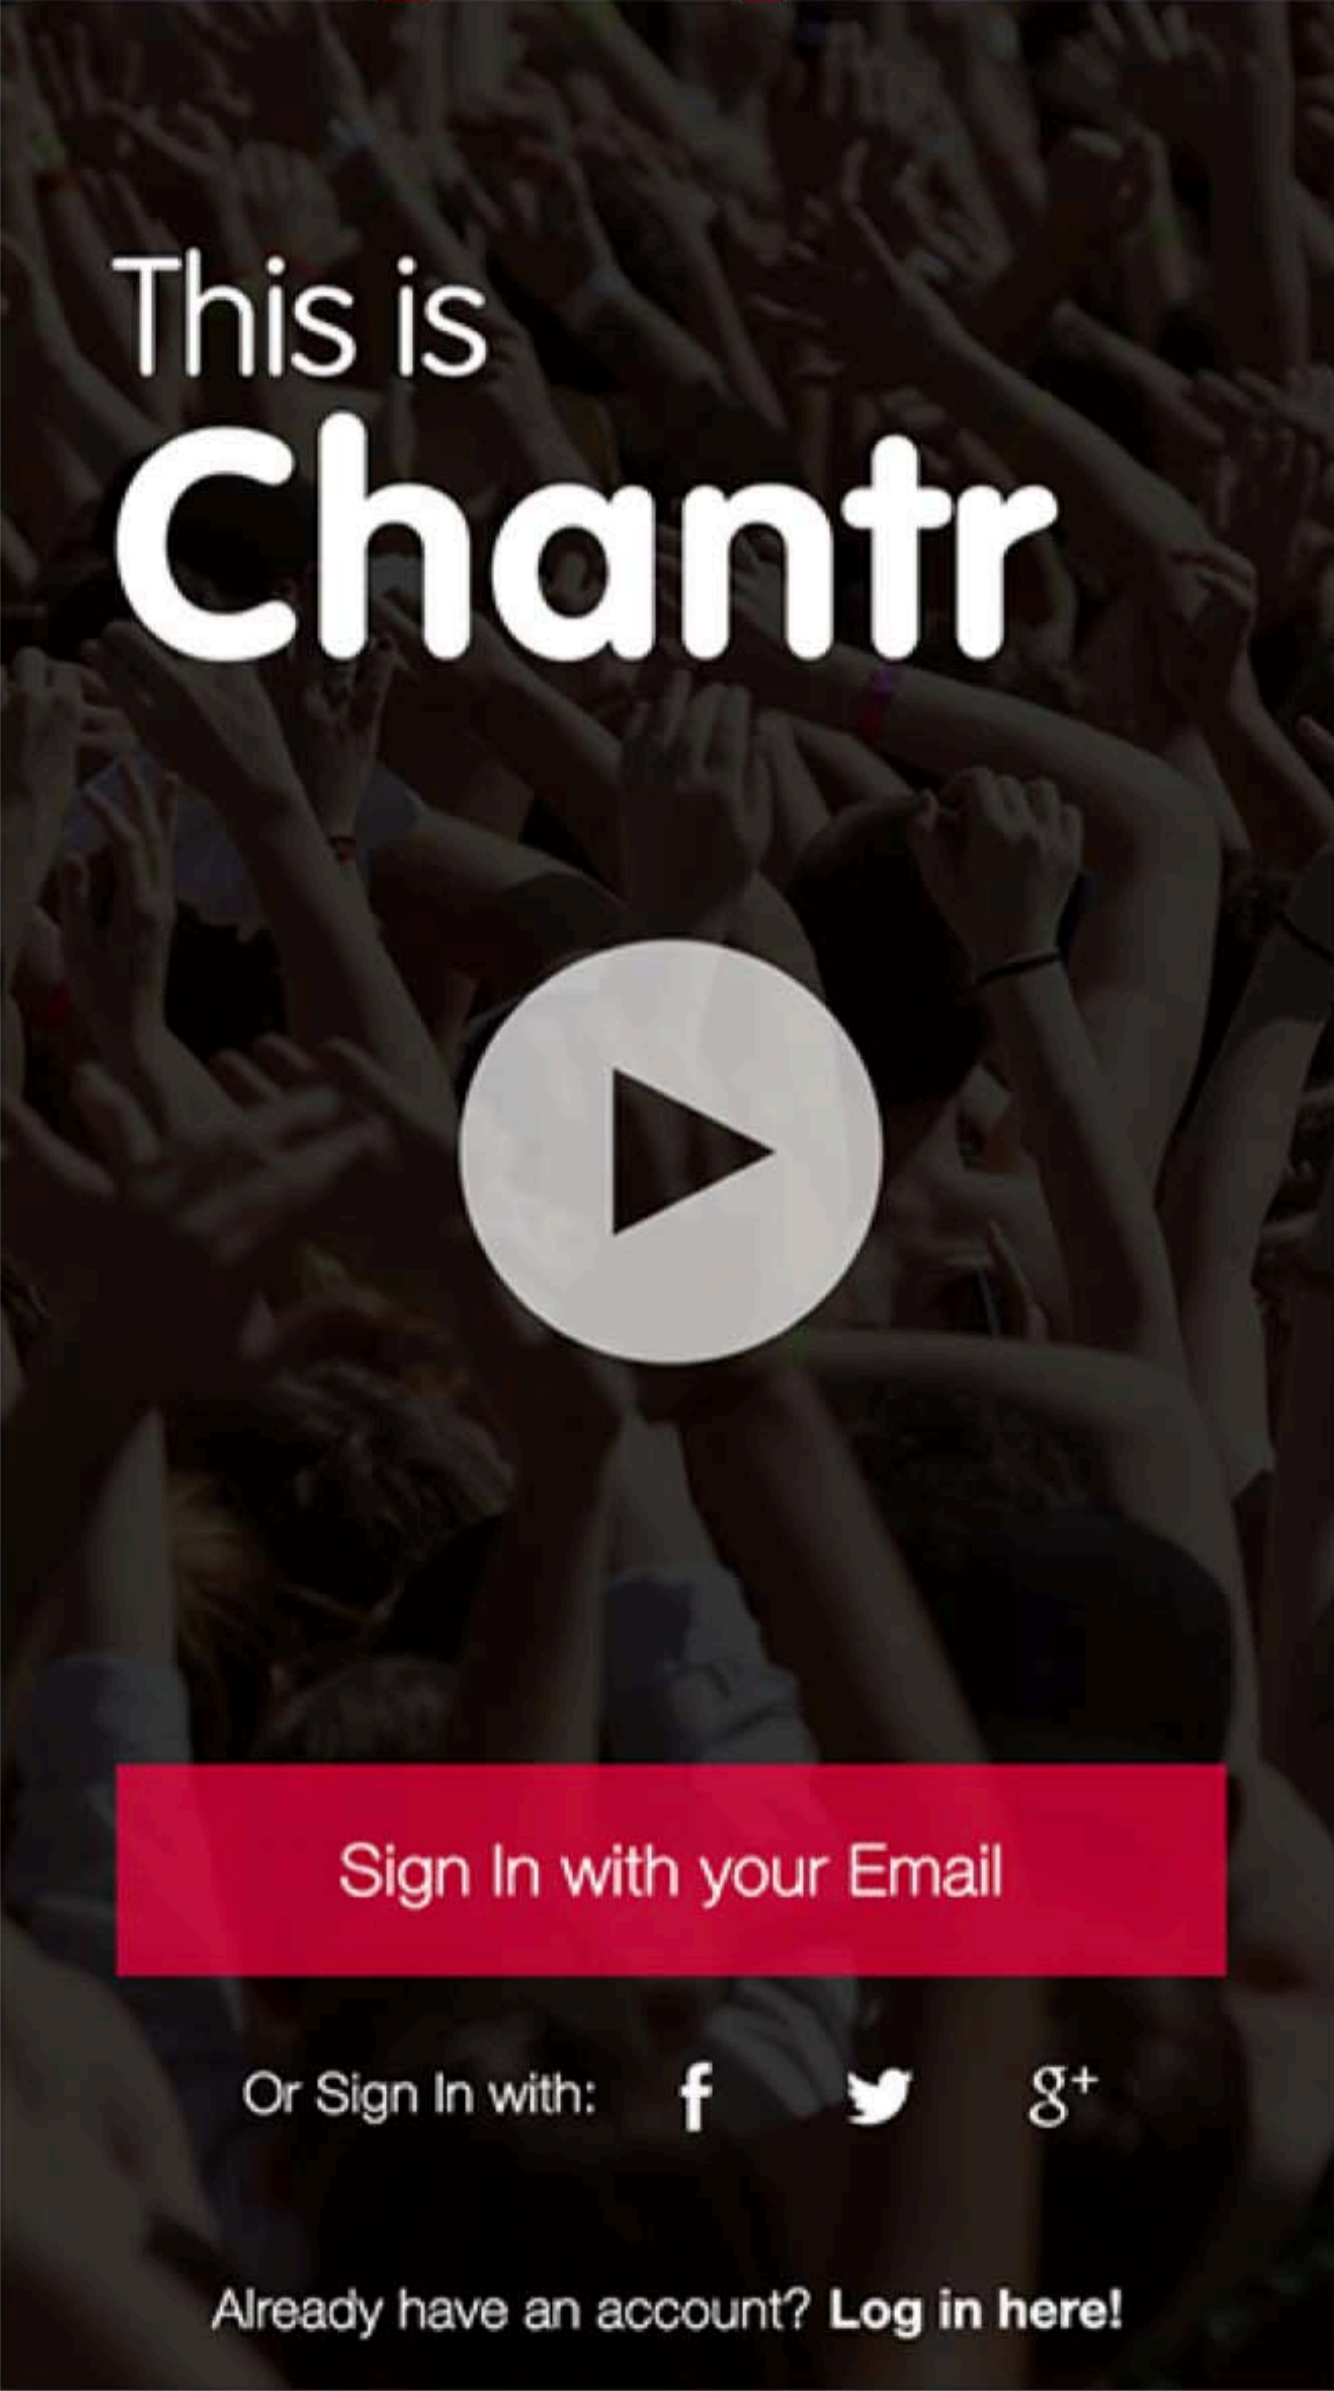 This is
Chantr
Sign In with your Email
Or Sign In with: f g+
Already have an account? Log in here!